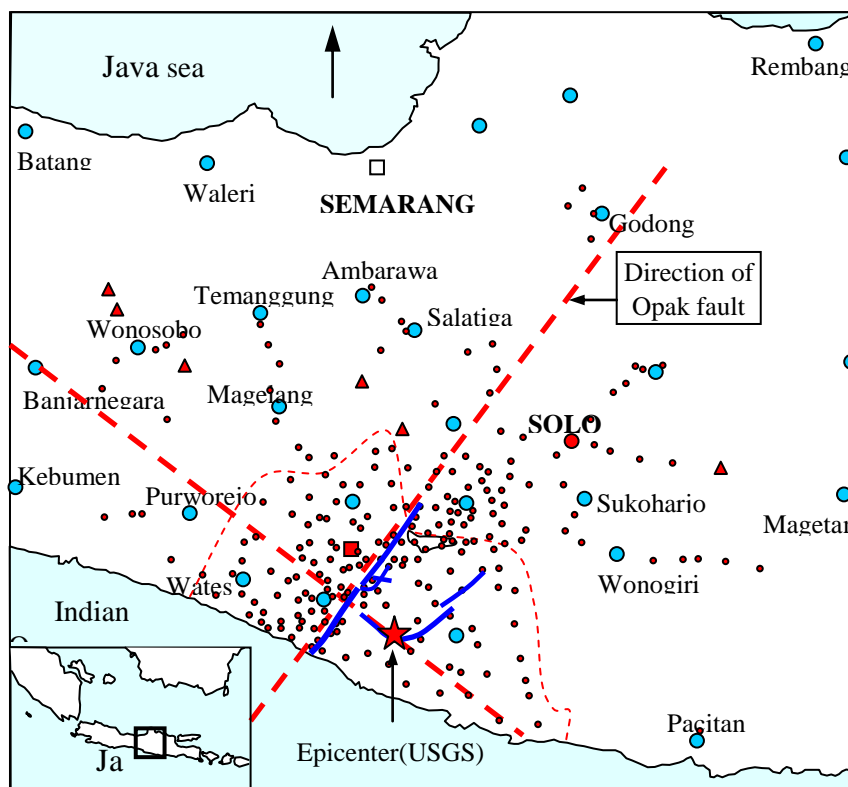 Java sea
Rembang
Batang
Waleri
SEMARANG
Godong
Direction of
Opak fault
Ambarawa
Temanggung
Salatiga
Wonosobo
Banjarnegara
Magelang
SOLO
Kebumen
Purworejo
Sukoharjo
Magetan
Wonogiri
Wates
Indian
Ja
Epicenter(USGS)
Pacitan